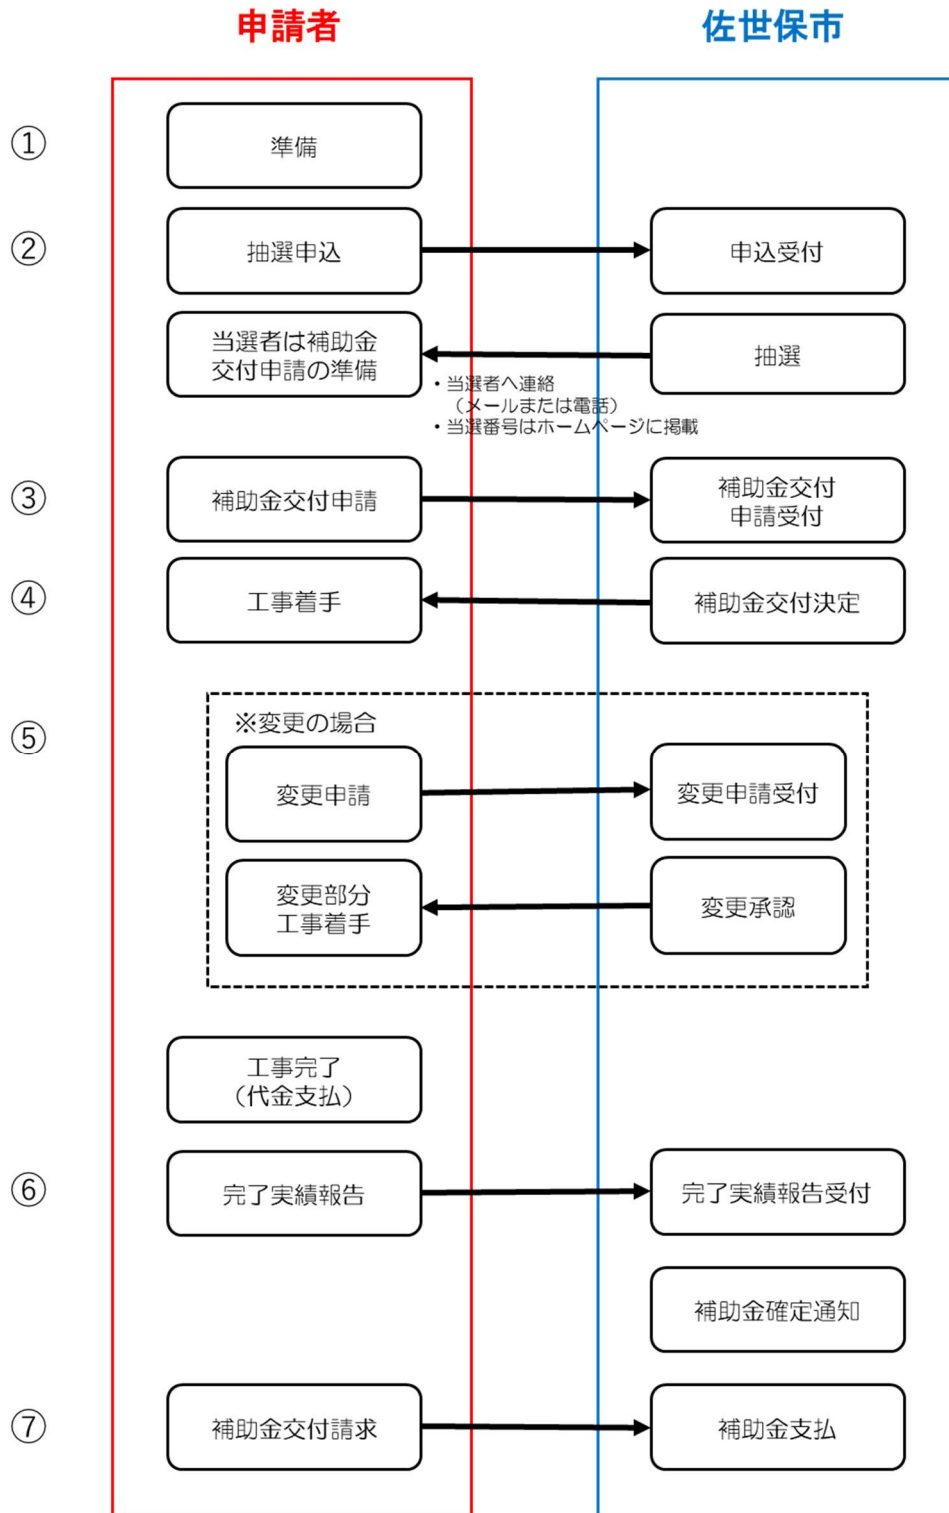 申請者
佐世保市
①
準備
②
抽選申込
申込受付
当選者は補助金
交付申請の準備
抽選
・当選者へ連絡
（メールまたは電話）
・当選番号はホームページに掲載
③
補助金交付申請
補助金交付
申請受付
④
工事着手
補助金交付決定
⑤
※変更の場合
変更申請
変更申請受付
変更部分
工事着手
変更承認
工事完了
（代金支払）
⑥
完了実績報告
完了実績報告受付
補助金確定通知
⑦
補助金交付請求
補助金支払